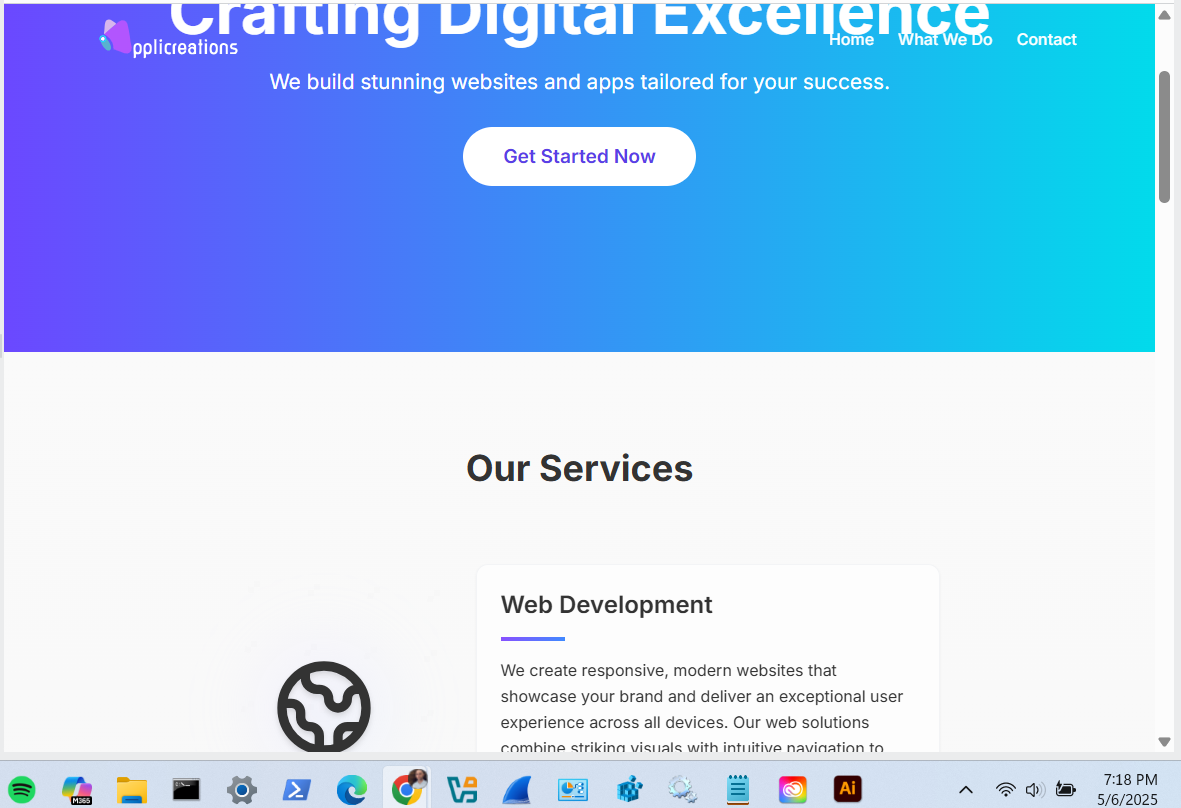 Crafting Digital Excellence
pplicreations
Home What We Do Contact
We build stunning websites and apps tailored for your success.
Get Started Now
Our Services
Web Development
We create responsive, modern websites that
showcase your brand and deliver an exceptional user
experience across all devices. Our web solutions
combine striking visuals with intuitive navigation to
M365
Ai
7:18 PM
5/6/2025